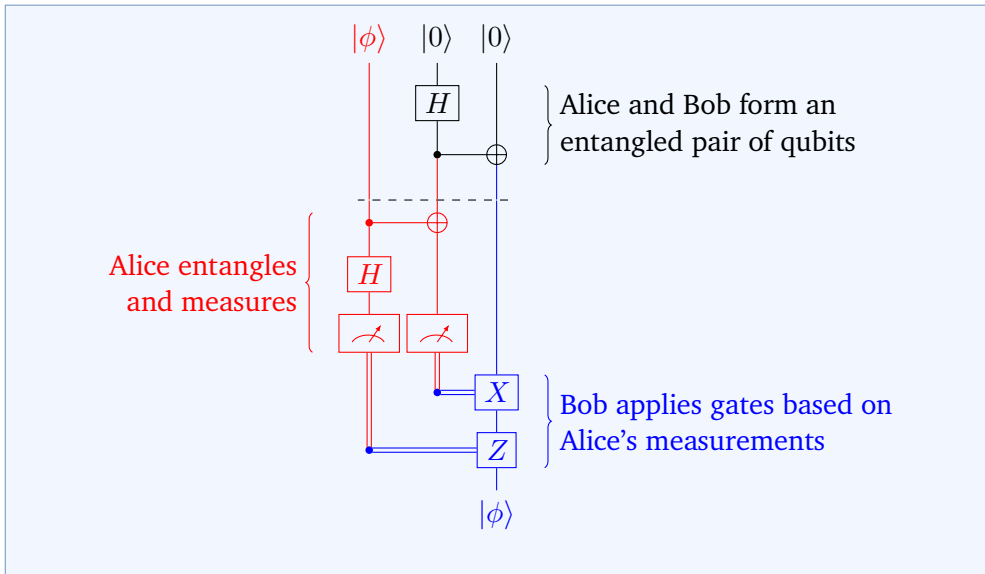 |ϕ⟩ |0⟩ |0⟩
H
Alice and Bob form an
entangled pair of qubits
Alice entangles
and measures
H
X
Bob applies gates based on
Alice’s measurements
Z
|ϕ⟩